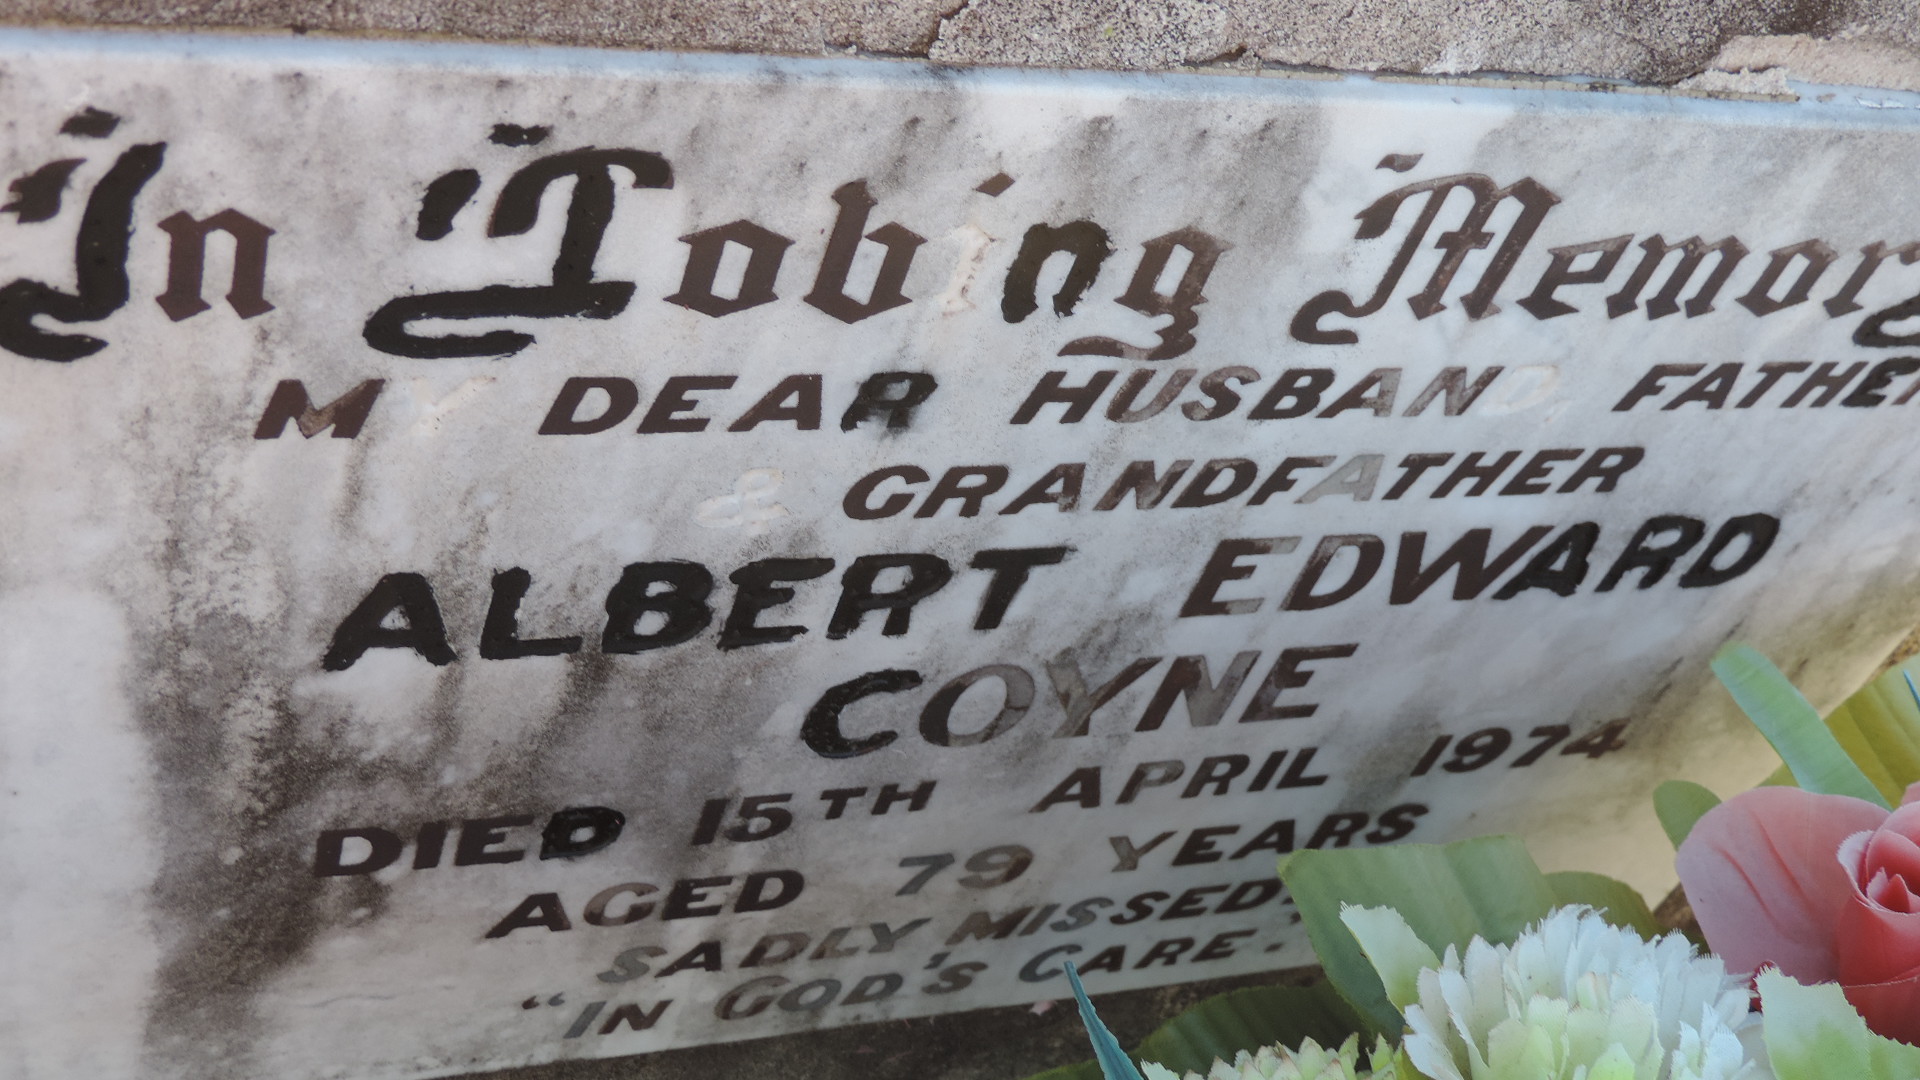 In Loving Memory
MY DEAR HUSBAND, FATHER
& GRANDFATHER
ALBERT EDWARD
COYNE
DIED 15TH APRIL 1974
AGED 79 YEARS
SADLY MISSED.
"IN GOD'S CARE."